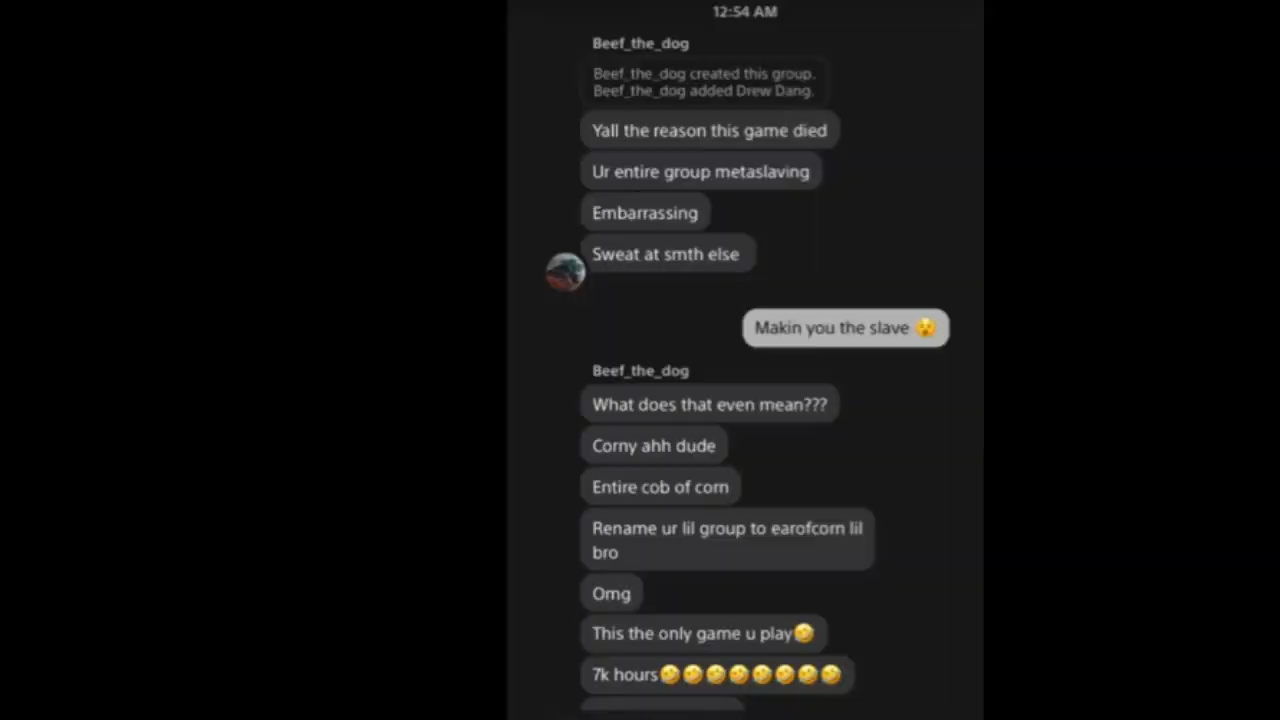 12:54 AM
Beef_the_dog
Beef_the_dog created this group.
Beef_the_dog added Drew Dang.
Yall the reason this game died
Ur entire group metaslaving
Embarrassing
Sweat at smth else
Makin you the slave 😮
Beef_the_dog
What does that even mean???
Corny ahh dude
Entire cob of corn
Rename ur lil group to earofcorn lil
bro
Omg
This the only game u play🤣
7k hours🤣🤣🤣🤣🤣🤣🤣🤣